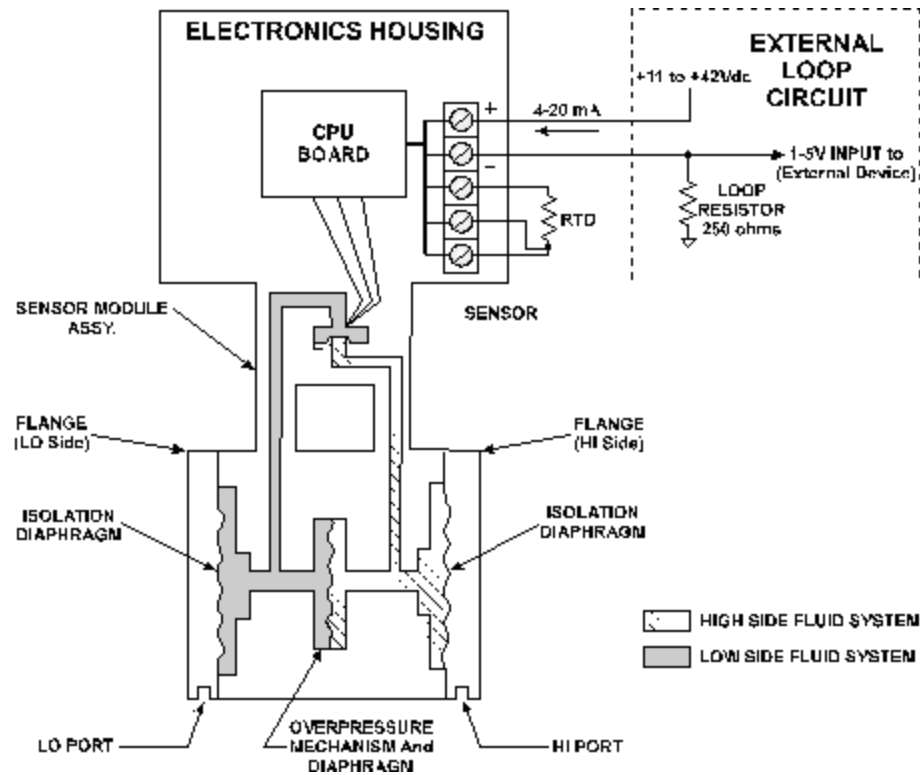 ELECTRONICS HOUSING
EXTERNAL
LOOP
CIRCUIT
+11 to +42Vdc
4-20 mA
+
CPU
BOARD
−
1-5V INPUT to
(External Device)
LOOP
RESISTOR
250 ohms
RTD
SENSOR MODULE
ASSY.
SENSOR
FLANGE
(LO Side)
FLANGE
(HI Side)
ISOLATION
DIAPHRAGM
ISOLATION
DIAPHRAGM
HIGH SIDE FLUID SYSTEM
LOW SIDE FLUID SYSTEM
LO PORT
OVERPRESSURE
MECHANISM And
DIAPHRAGM
HI PORT